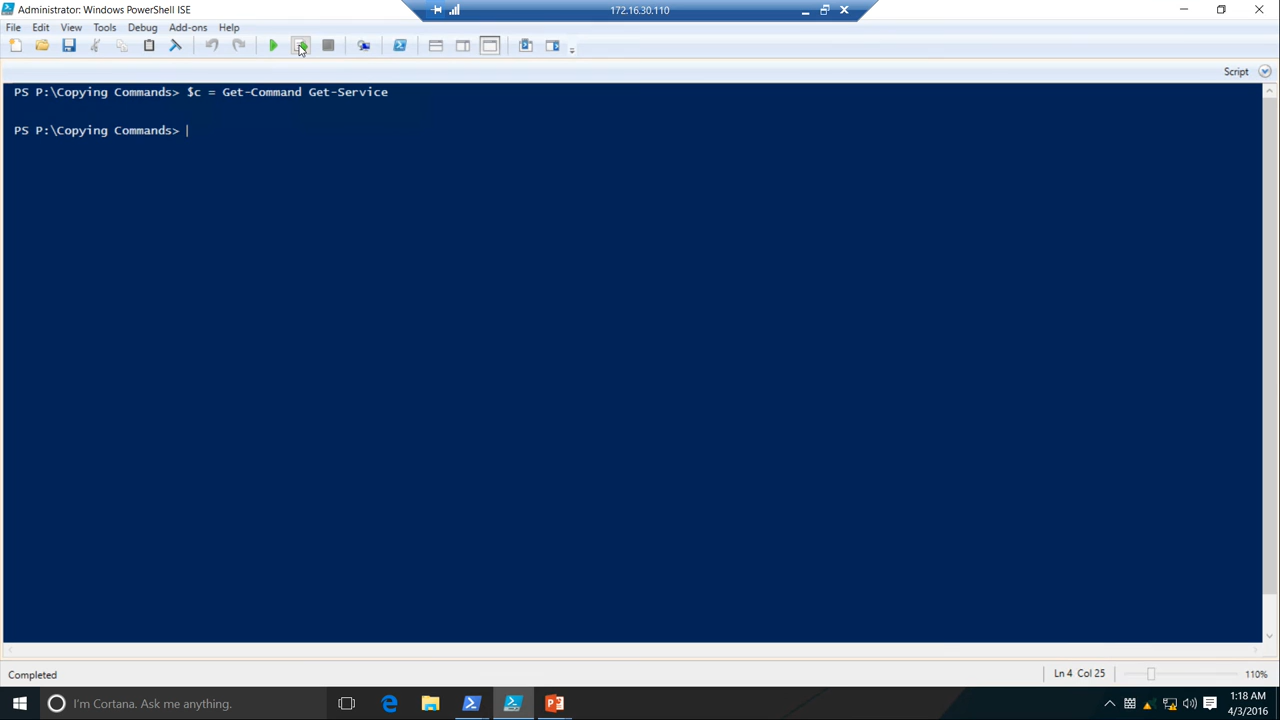 Administrator: Windows PowerShell ISE
172.16.30.110
File Edit View Tools Debug Add-ons Help
Script
PS P:\Copying Commands> $c = Get-Command Get-Service
PS P:\Copying Commands>
Completed
Ln 4 Col 25
110%
I'm Cortana. Ask me anything.
1:18 AM
4/3/2016